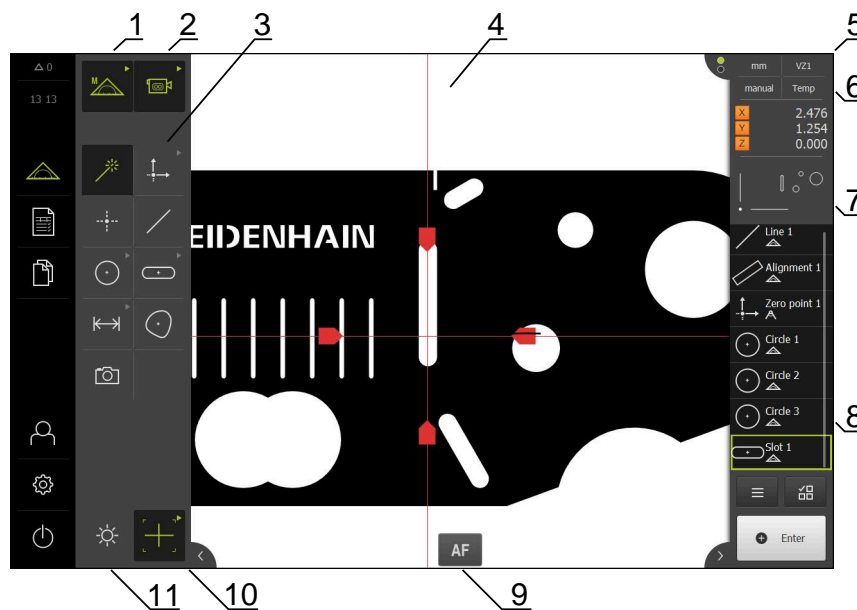 1 2 3 4 5
△ 0
13 13
M
mm VZ1
manual Temp
6
X 2.476
Y 1.254
Z 0.000
7
EIDENHAIN
Line 1
Alignment 1
Zero point 1
Circle 1
Circle 2
Circle 3
8
Slot 1
Enter
AF
11 10 9